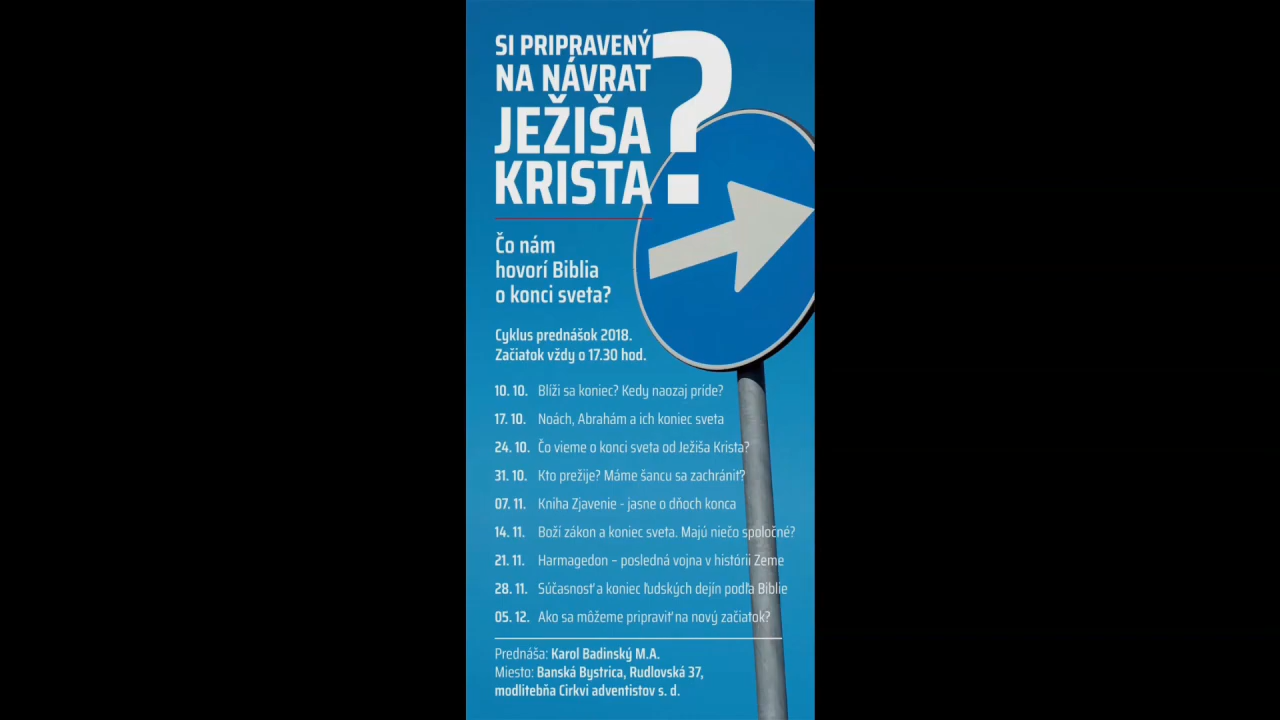 SI PRIPRAVENÝ
NA NÁVRAT
JEŽIŠA
KRISTA?
Čo nám
hovorí Biblia
o konci sveta?
Cyklus prednášok 2018.
Začiatok vždy o 17.30 hod.
10. 10. Blíži sa koniec? Kedy naozaj príde?
17. 10. Noách, Abrahám a ich koniec sveta
24. 10. Čo vieme o konci sveta od Ježiša Krista?
31. 10. Kto prežije? Máme šancu sa zachrániť?
07. 11. Kniha Zjavenie - jasne o dňoch konca
14. 11. Boží zákon a koniec sveta. Majú niečo spoločné?
21. 11. Harmagedon – posledná vojna v histórii Zeme
28. 11. Súčasnosť a koniec ľudských dejín podľa Biblie
05. 12. Ako sa môžeme pripraviť na nový začiatok?
Prednáša: Karol Badinský M.A.
Miesto: Banská Bystrica, Rudlovská 37,
modlitebňa Cirkvi adventistov s. d.